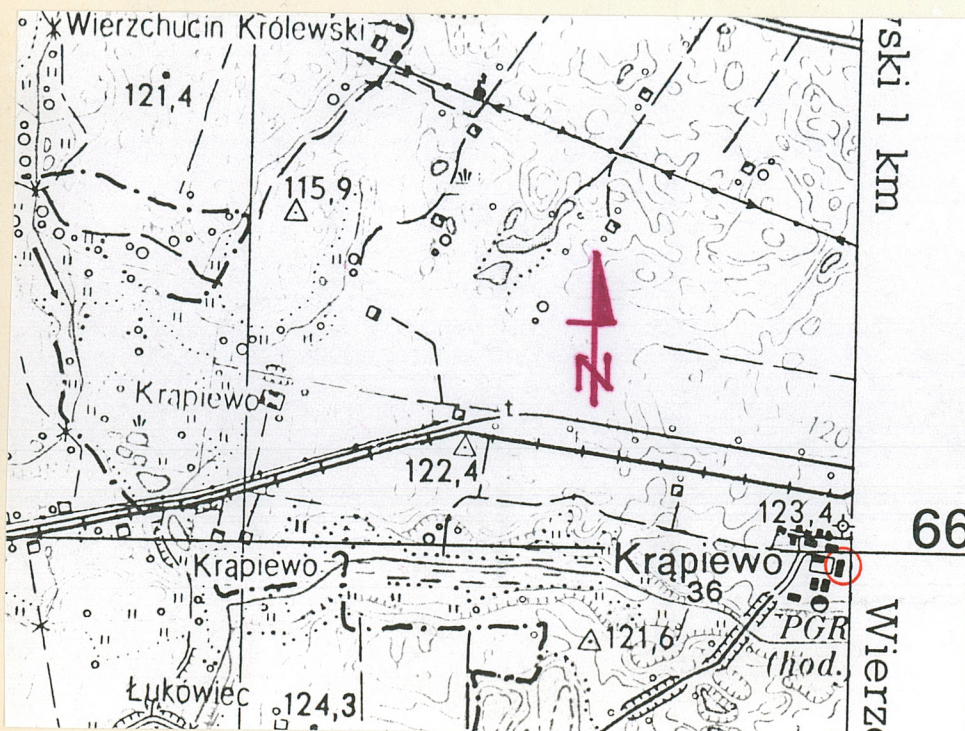 Wierzchucin Królewski
121,4
ski 1 km
115,9
N
Krąpiewo
t
120
122,4
123,4
66
Krąpiewo
Krąpiewo
36
PGR
(hod.)
121,6
Łukówiec
124,3
Wierz